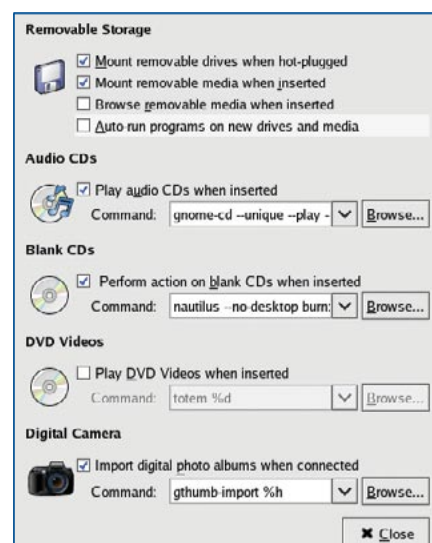 Removable Storage
Mount removable drives when hot-plugged
Mount removable media when inserted
Browse removable media when inserted
Auto-run programs on new drives and media
Audio CDs
Play audio CDs when inserted
Command: gnome-cd --unique --play - Browse...
Blank CDs
Perform action on blank CDs when inserted
Command: nautilus --no-desktop burn: Browse...
DVD Videos
Play DVD Videos when inserted
Command: totem %d Browse...
Digital Camera
Import digital photo albums when connected
Command: gthumb-import %h Browse...
Close